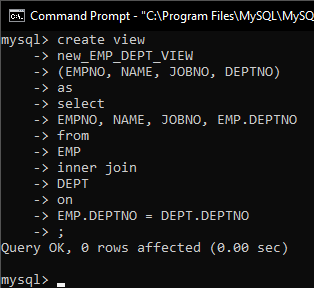 Command Prompt - "C:\Program Files\MySQL\MySQ
mysql> create view
-> new_EMP_DEPT_VIEW
-> (EMPNO, NAME, JOBNO, DEPTNO)
-> as
-> select
-> EMPNO, NAME, JOBNO, EMP.DEPTNO
-> from
-> EMP
-> inner join
-> DEPT
-> on
-> EMP.DEPTNO = DEPT.DEPTNO
-> ;
Query OK, 0 rows affected (0.00 sec)
mysql>